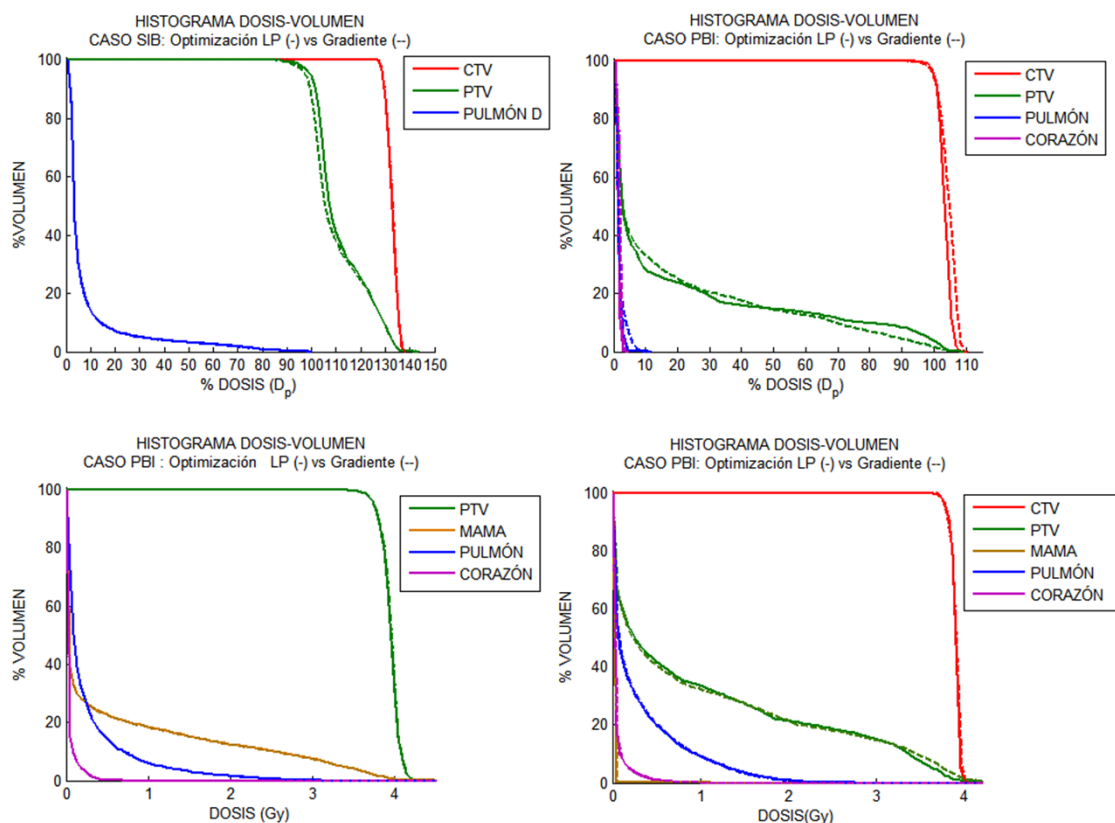 HISTOGRAMA DOSIS-VOLUMEN
CASO SIB: Optimización LP (-) vs Gradiente (--)
100
80
60
40
20
0
%VOLUMEN
CTV
PTV
PULMÓN D
0 10 20 30 40 50 60 70 80 90 100 110 120 130 140 150
% DOSIS (Dp)
HISTOGRAMA DOSIS-VOLUMEN
CASO PBI: Optimización LP (-) vs Gradiente (--)
100
80
60
40
20
0
%VOLUMEN
CTV
PTV
PULMÓN
CORAZÓN
0 10 20 30 40 50 60 70 80 90 100 110
% DOSIS (Dp)
HISTOGRAMA DOSIS-VOLUMEN
CASO PBI : Optimización LP (-) vs Gradiente (--)
100
80
60
40
20
0
% VOLUMEN
PTV
MAMA
PULMÓN
CORAZÓN
0 1 2 3 4
DOSIS (Gy)
HISTOGRAMA DOSIS-VOLUMEN
CASO PBI: Optimización LP (-) vs Gradiente (--)
100
80
60
40
20
0
% VOLUMEN
CTV
PTV
MAMA
PULMÓN
CORAZÓN
0 1 2 3 4
DOSIS(Gy)